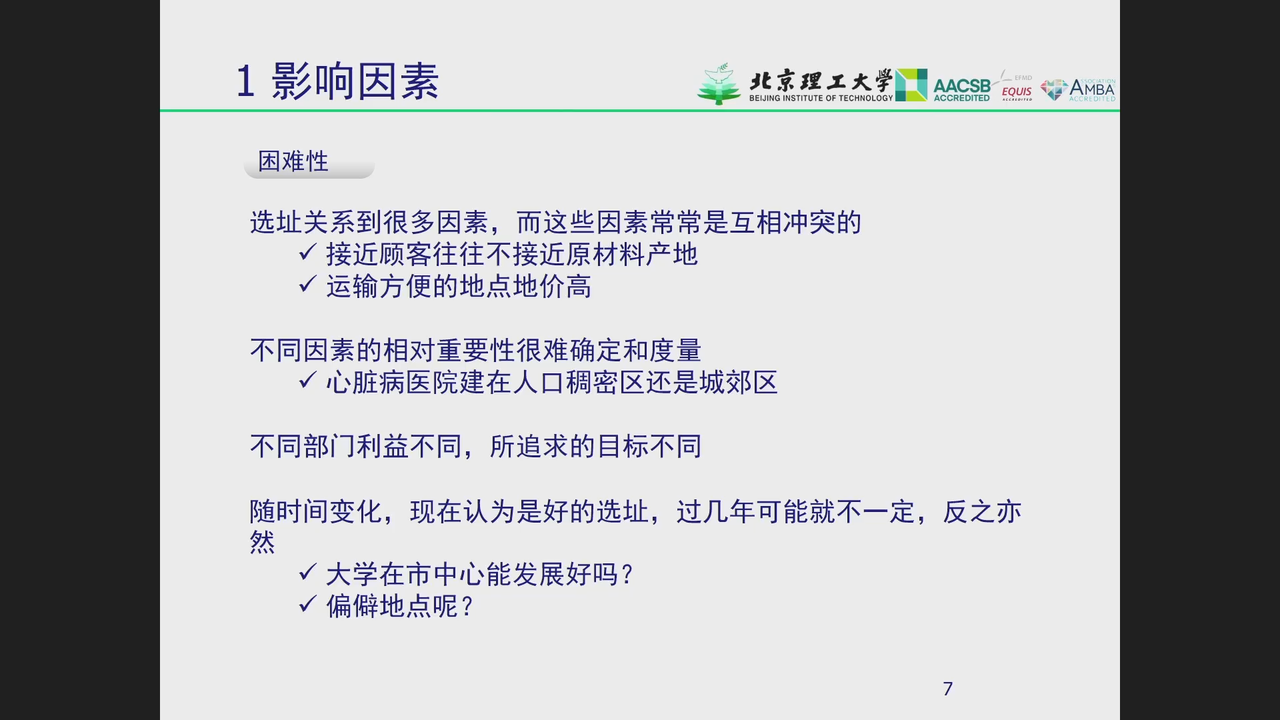 1 影响因素
北京理工大学
BEIJING INSTITUTE OF TECHNOLOGY
AACSB
ACCREDITED
EFMD
EQUIS
ACCREDITED
ASSOCIATION
AMBA
ACCREDITED
困难性
选址关系到很多因素，而这些因素常常是互相冲突的
✓ 接近顾客往往不接近原材料产地
✓ 运输方便的地点地价高
不同因素的相对重要性很难确定和度量
✓ 心脏病医院建在人口稠密区还是城郊区
不同部门利益不同，所追求的目标不同
随时间变化，现在认为是好的选址，过几年可能就不一定，反之亦
然
✓ 大学在市中心能发展好吗？
✓ 偏僻地点呢？
7